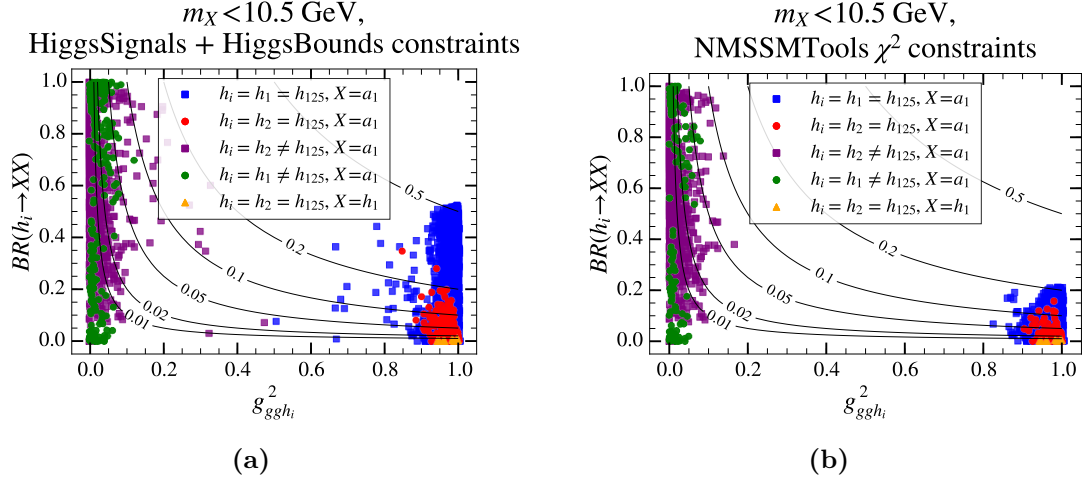 m_X < 10.5 GeV,
HiggsSignals + HiggsBounds constraints
BR(h_i → XX)
1.0
0.8
0.6
0.4
0.2
0.0
h_i = h_1 = h_125, X = a_1
h_i = h_2 = h_125, X = a_1
h_i = h_2 ≠ h_125, X = a_1
h_i = h_1 ≠ h_125, X = a_1
h_i = h_2 = h_125, X = h_1
0.5
0.2
0.1
0.05
0.02
0.01
0.0 0.2 0.4 0.6 0.8 1.0
g^2_{ggh_i}
(a)
m_X < 10.5 GeV,
NMSSMTools χ^2 constraints
BR(h_i → XX)
1.0
0.8
0.6
0.4
0.2
0.0
h_i = h_1 = h_125, X = a_1
h_i = h_2 = h_125, X = a_1
h_i = h_2 ≠ h_125, X = a_1
h_i = h_1 ≠ h_125, X = a_1
h_i = h_2 = h_125, X = h_1
0.5
0.2
0.1
0.05
0.02
0.01
0.0 0.2 0.4 0.6 0.8 1.0
g^2_{ggh_i}
(b)